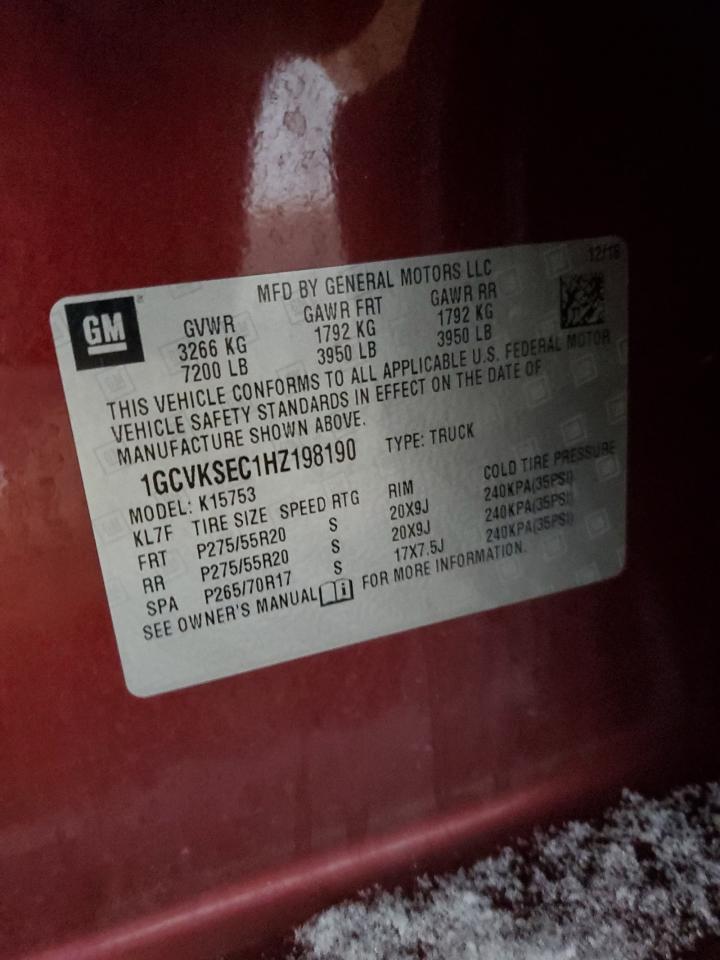 12/16
GM
MFD BY GENERAL MOTORS LLC
GVWR GAWR FRT GAWR RR
3266 KG 1792 KG 1792 KG
7200 LB 3950 LB 3950 LB
THIS VEHICLE CONFORMS TO ALL APPLICABLE U.S. FEDERAL MOTOR
VEHICLE SAFETY STANDARDS IN EFFECT ON THE DATE OF
MANUFACTURE SHOWN ABOVE.
1GCVKSEC1HZ198190 TYPE: TRUCK
MODEL: K15753
KL7F TIRE SIZE SPEED RTG RIM COLD TIRE PRESSURE
FRT P275/55R20 S 20X9J 240KPA(35PSI)
RR P275/55R20 S 20X9J 240KPA(35PSI)
SPA P265/70R17 S 17X7.5J 240KPA(35PSI)
SEE OWNER'S MANUAL i FOR MORE INFORMATION.